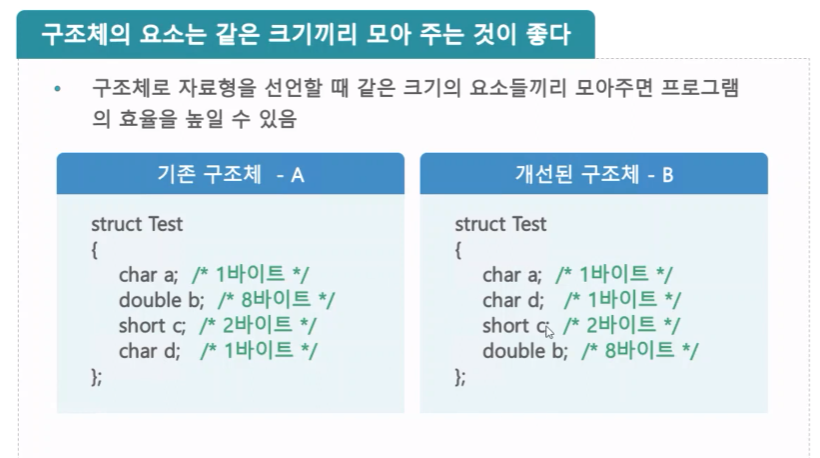 구조체의 요소는 같은 크기끼리 모아 주는 것이 좋다
• 구조체로 자료형을 선언할 때 같은 크기의 요소들끼리 모아주면 프로그램
의 효율을 높일 수 있음
기존 구조체 - A
struct Test
{
char a; /* 1바이트 */
double b; /* 8바이트 */
short c; /* 2바이트 */
char d; /* 1바이트 */
};
개선된 구조체 - B
struct Test
{
char a; /* 1바이트 */
char d; /* 1바이트 */
short c; /* 2바이트 */
double b; /* 8바이트 */
};